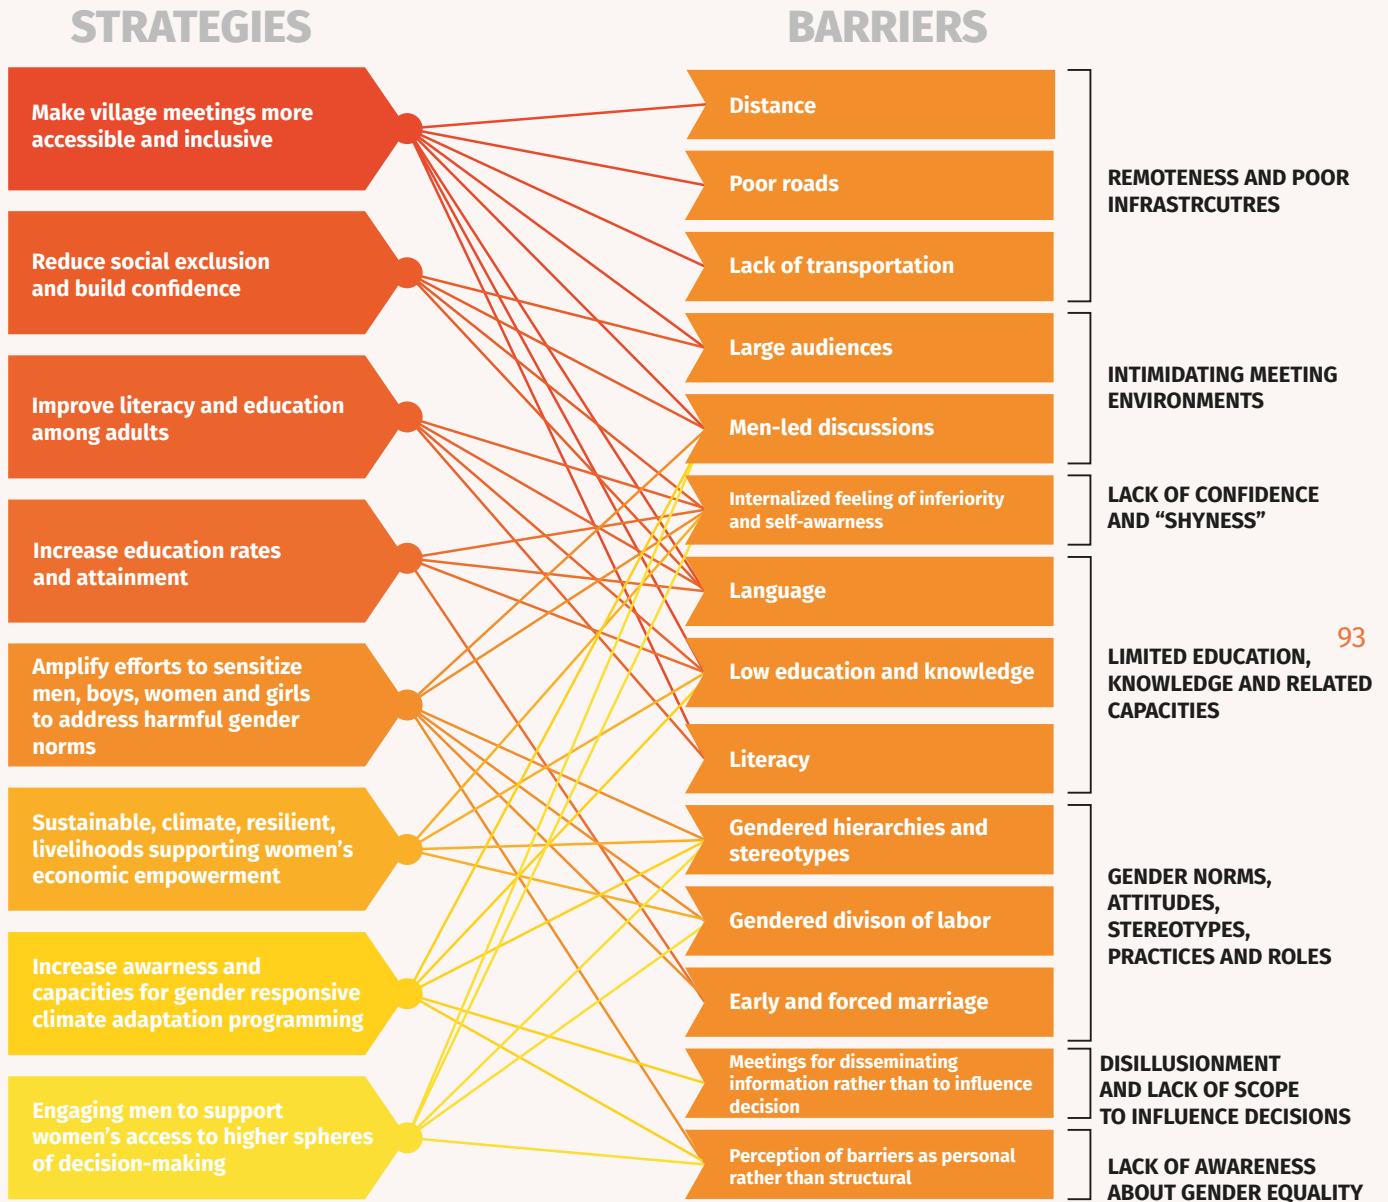 STRATEGIES
BARRIERS
Make village meetings more
accessible and inclusive
Reduce social exclusion
and build confidence
Improve literacy and education
among adults
Increase education rates
and attainment
Amplify efforts to sensitize
men, boys, women and girls
to address harmful gender
norms
Sustainable, climate, resilient,
livelihoods supporting women’s
economic empowerment
Increase awarness and
capacities for gender responsive
climate adaptation programming
Engaging men to support
women’s access to higher spheres
of decision-making
Distance
Poor roads
Lack of transportation
Large audiences
Men-led discussions
Internalized feeling of inferiority
and self-awarness
Language
Low education and knowledge
Literacy
Gendered hierarchies and
stereotypes
Gendered divison of labor
Early and forced marriage
Meetings for disseminating
information rather than to influence
decision
Perception of barriers as personal
rather than structural
REMOTENESS AND POOR
INFRASTRCUTRES
INTIMIDATING MEETING
ENVIRONMENTS
LACK OF CONFIDENCE
AND “SHYNESS”
93
LIMITED EDUCATION,
KNOWLEDGE AND RELATED
CAPACITIES
GENDER NORMS,
ATTITUDES,
STEREOTYPES,
PRACTICES AND ROLES
DISILLUSIONMENT
AND LACK OF SCOPE
TO INFLUENCE DECISIONS
LACK OF AWARENESS
ABOUT GENDER EQUALITY